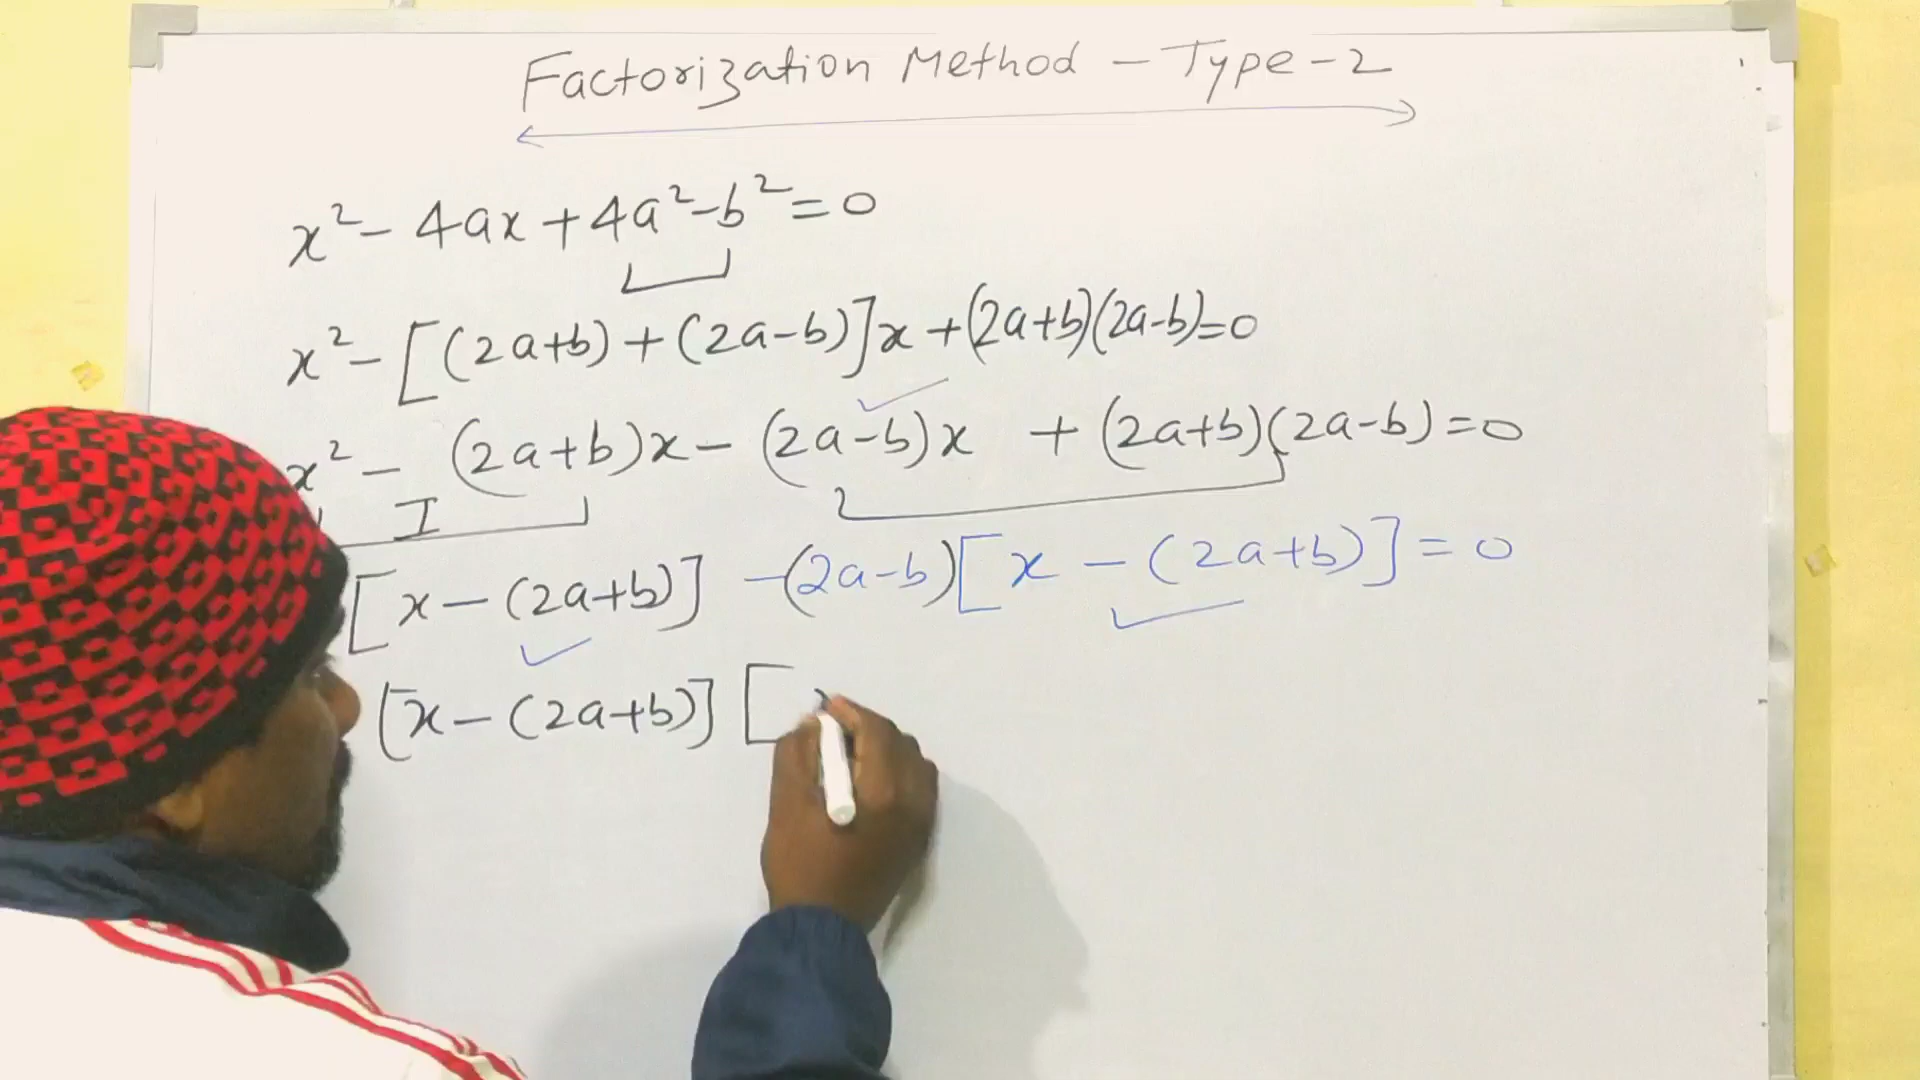 Factorization Method - Type-2
x² - 4ax + 4a² - b² = 0
x² - [(2a+b) + (2a-b)]x + (2a+b)(2a-b) = 0
x² - (2a+b)x - (2a-b)x + (2a+b)(2a-b) = 0
I
[x - (2a+b)] - (2a-b)[x - (2a+b)] = 0
[x - (2a+b)] [